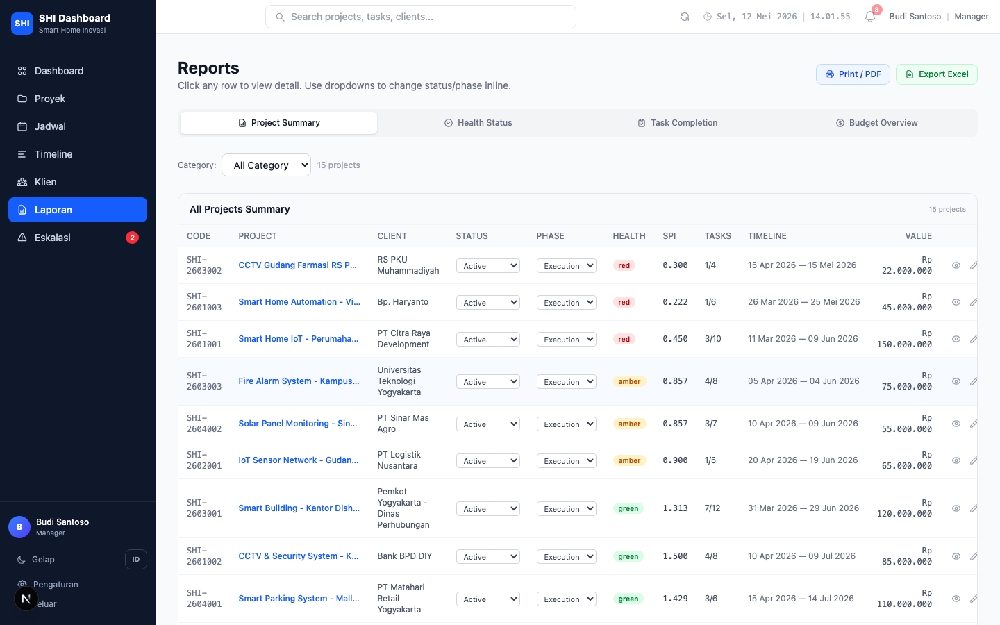 SHI
SHI Dashboard
Smart Home Inovasi
Search projects, tasks, clients...
Sel, 12 Mei 2026 | 14.01.55
8
Budi Santoso | Manager
Dashboard
Proyek
Jadwal
Timeline
Klien
Laporan
Eskalasi
2
Reports
Click any row to view detail. Use dropdowns to change status/phase inline.
Print / PDF
Export Excel
Project Summary
Health Status
Task Completion
Budget Overview
Category:
All Category
15 projects
All Projects Summary
15 projects
CODE PROJECT CLIENT STATUS PHASE HEALTH SPI TASKS TIMELINE VALUE
SHI-
2603002
CCTV Gudang Farmasi RS P...
RS PKU
Muhammadiyah
Active
Execution
red
0.300
1/4
15 Apr 2026 — 15 Mei 2026
Rp
22.000.000
SHI-
2601003
Smart Home Automation - Vi...
Bp. Haryanto
Active
Execution
red
0.222
1/6
26 Mar 2026 — 25 Mei 2026
Rp
45.000.000
SHI-
2601001
Smart Home IoT - Perumaha...
PT Citra Raya
Development
Active
Execution
red
0.450
3/10
11 Mar 2026 — 09 Jun 2026
Rp
150.000.000
SHI-
2603003
Fire Alarm System - Kampus...
Universitas
Teknologi
Yogyakarta
Active
Execution
amber
0.857
4/8
05 Apr 2026 — 04 Jun 2026
Rp
75.000.000
SHI-
2604002
Solar Panel Monitoring - Sin...
PT Sinar Mas
Agro
Active
Execution
amber
0.857
3/7
10 Apr 2026 — 09 Jun 2026
Rp
55.000.000
SHI-
2602001
IoT Sensor Network - Gudan...
PT Logistik
Nusantara
Active
Execution
amber
0.900
1/5
20 Apr 2026 — 19 Jun 2026
Rp
65.000.000
SHI-
2603001
Smart Building - Kantor Dish...
Pemkot
Yogyakarta -
Dinas
Perhubungan
Active
Execution
green
1.313
7/12
31 Mar 2026 — 29 Jun 2026
Rp
120.000.000
SHI-
2601002
CCTV & Security System - K...
Bank BPD DIY
Active
Execution
green
1.500
4/8
10 Apr 2026 — 09 Jul 2026
Rp
85.000.000
SHI-
2604001
Smart Parking System - Mall...
PT Matahari
Retail
Yogyakarta
Active
Execution
green
1.429
3/6
15 Apr 2026 — 14 Jul 2026
Rp
110.000.000
B
Budi Santoso
Manager
Gelap
ID
Pengaturan
N
eluar